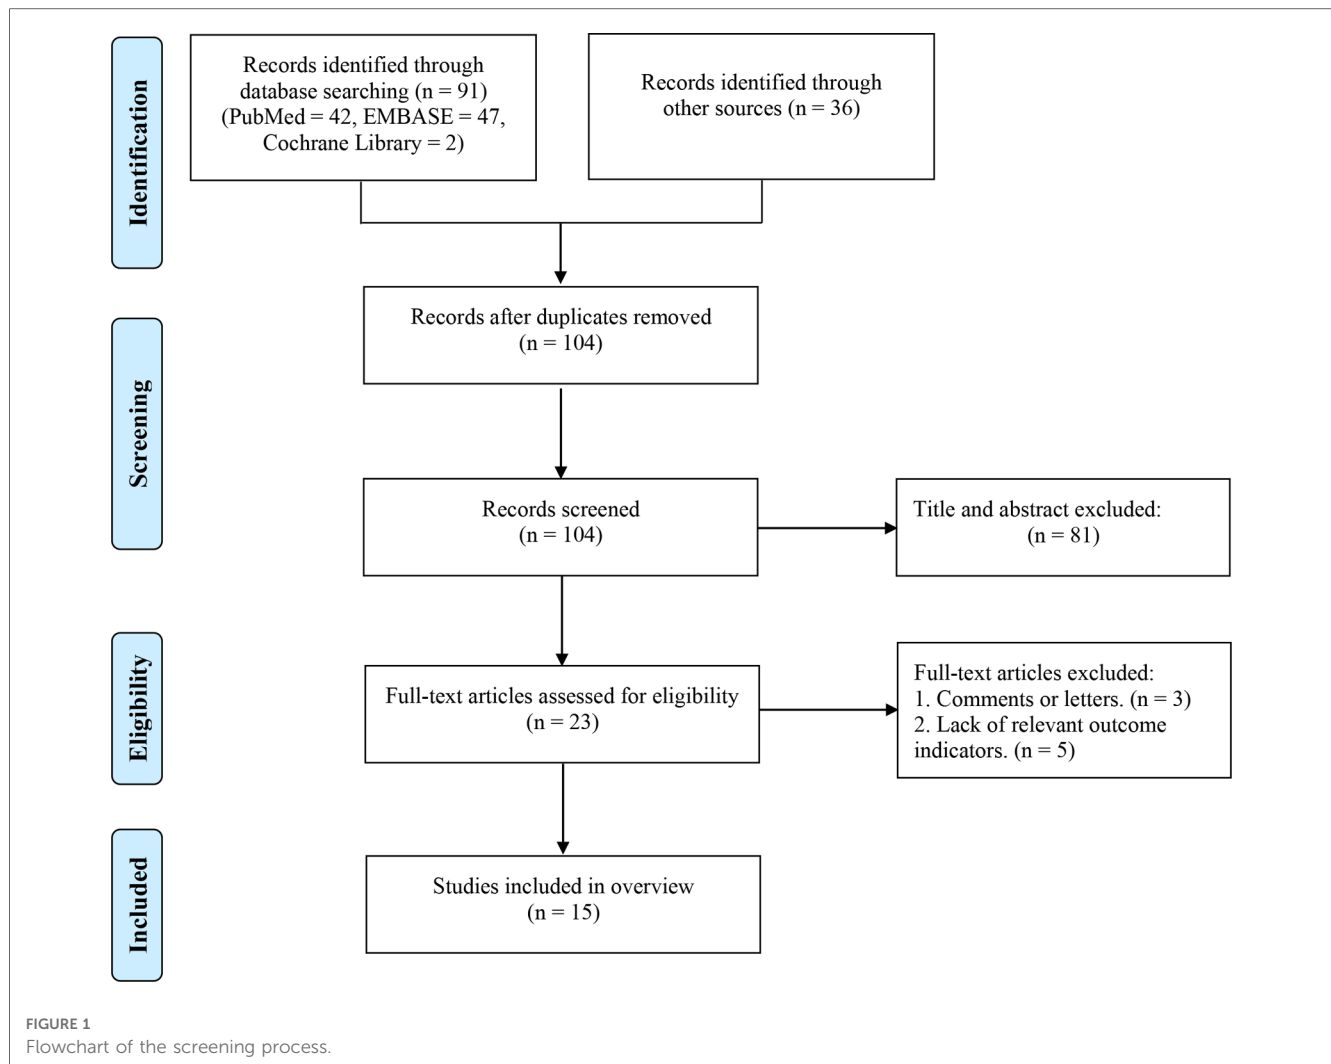 Identification
Records identified through
database searching (n = 91)
(PubMed = 42, EMBASE = 47,
Cochrane Library = 2)
Records identified through
other sources (n = 36)
Screening
Records after duplicates removed
(n = 104)
Records screened
(n = 104)
Title and abstract excluded:
(n = 81)
Eligibility
Full-text articles assessed for eligibility
(n = 23)
Full-text articles excluded:
1. Comments or letters. (n = 3)
2. Lack of relevant outcome
indicators. (n = 5)
Included
Studies included in overview
(n = 15)
FIGURE 1
Flowchart of the screening process.